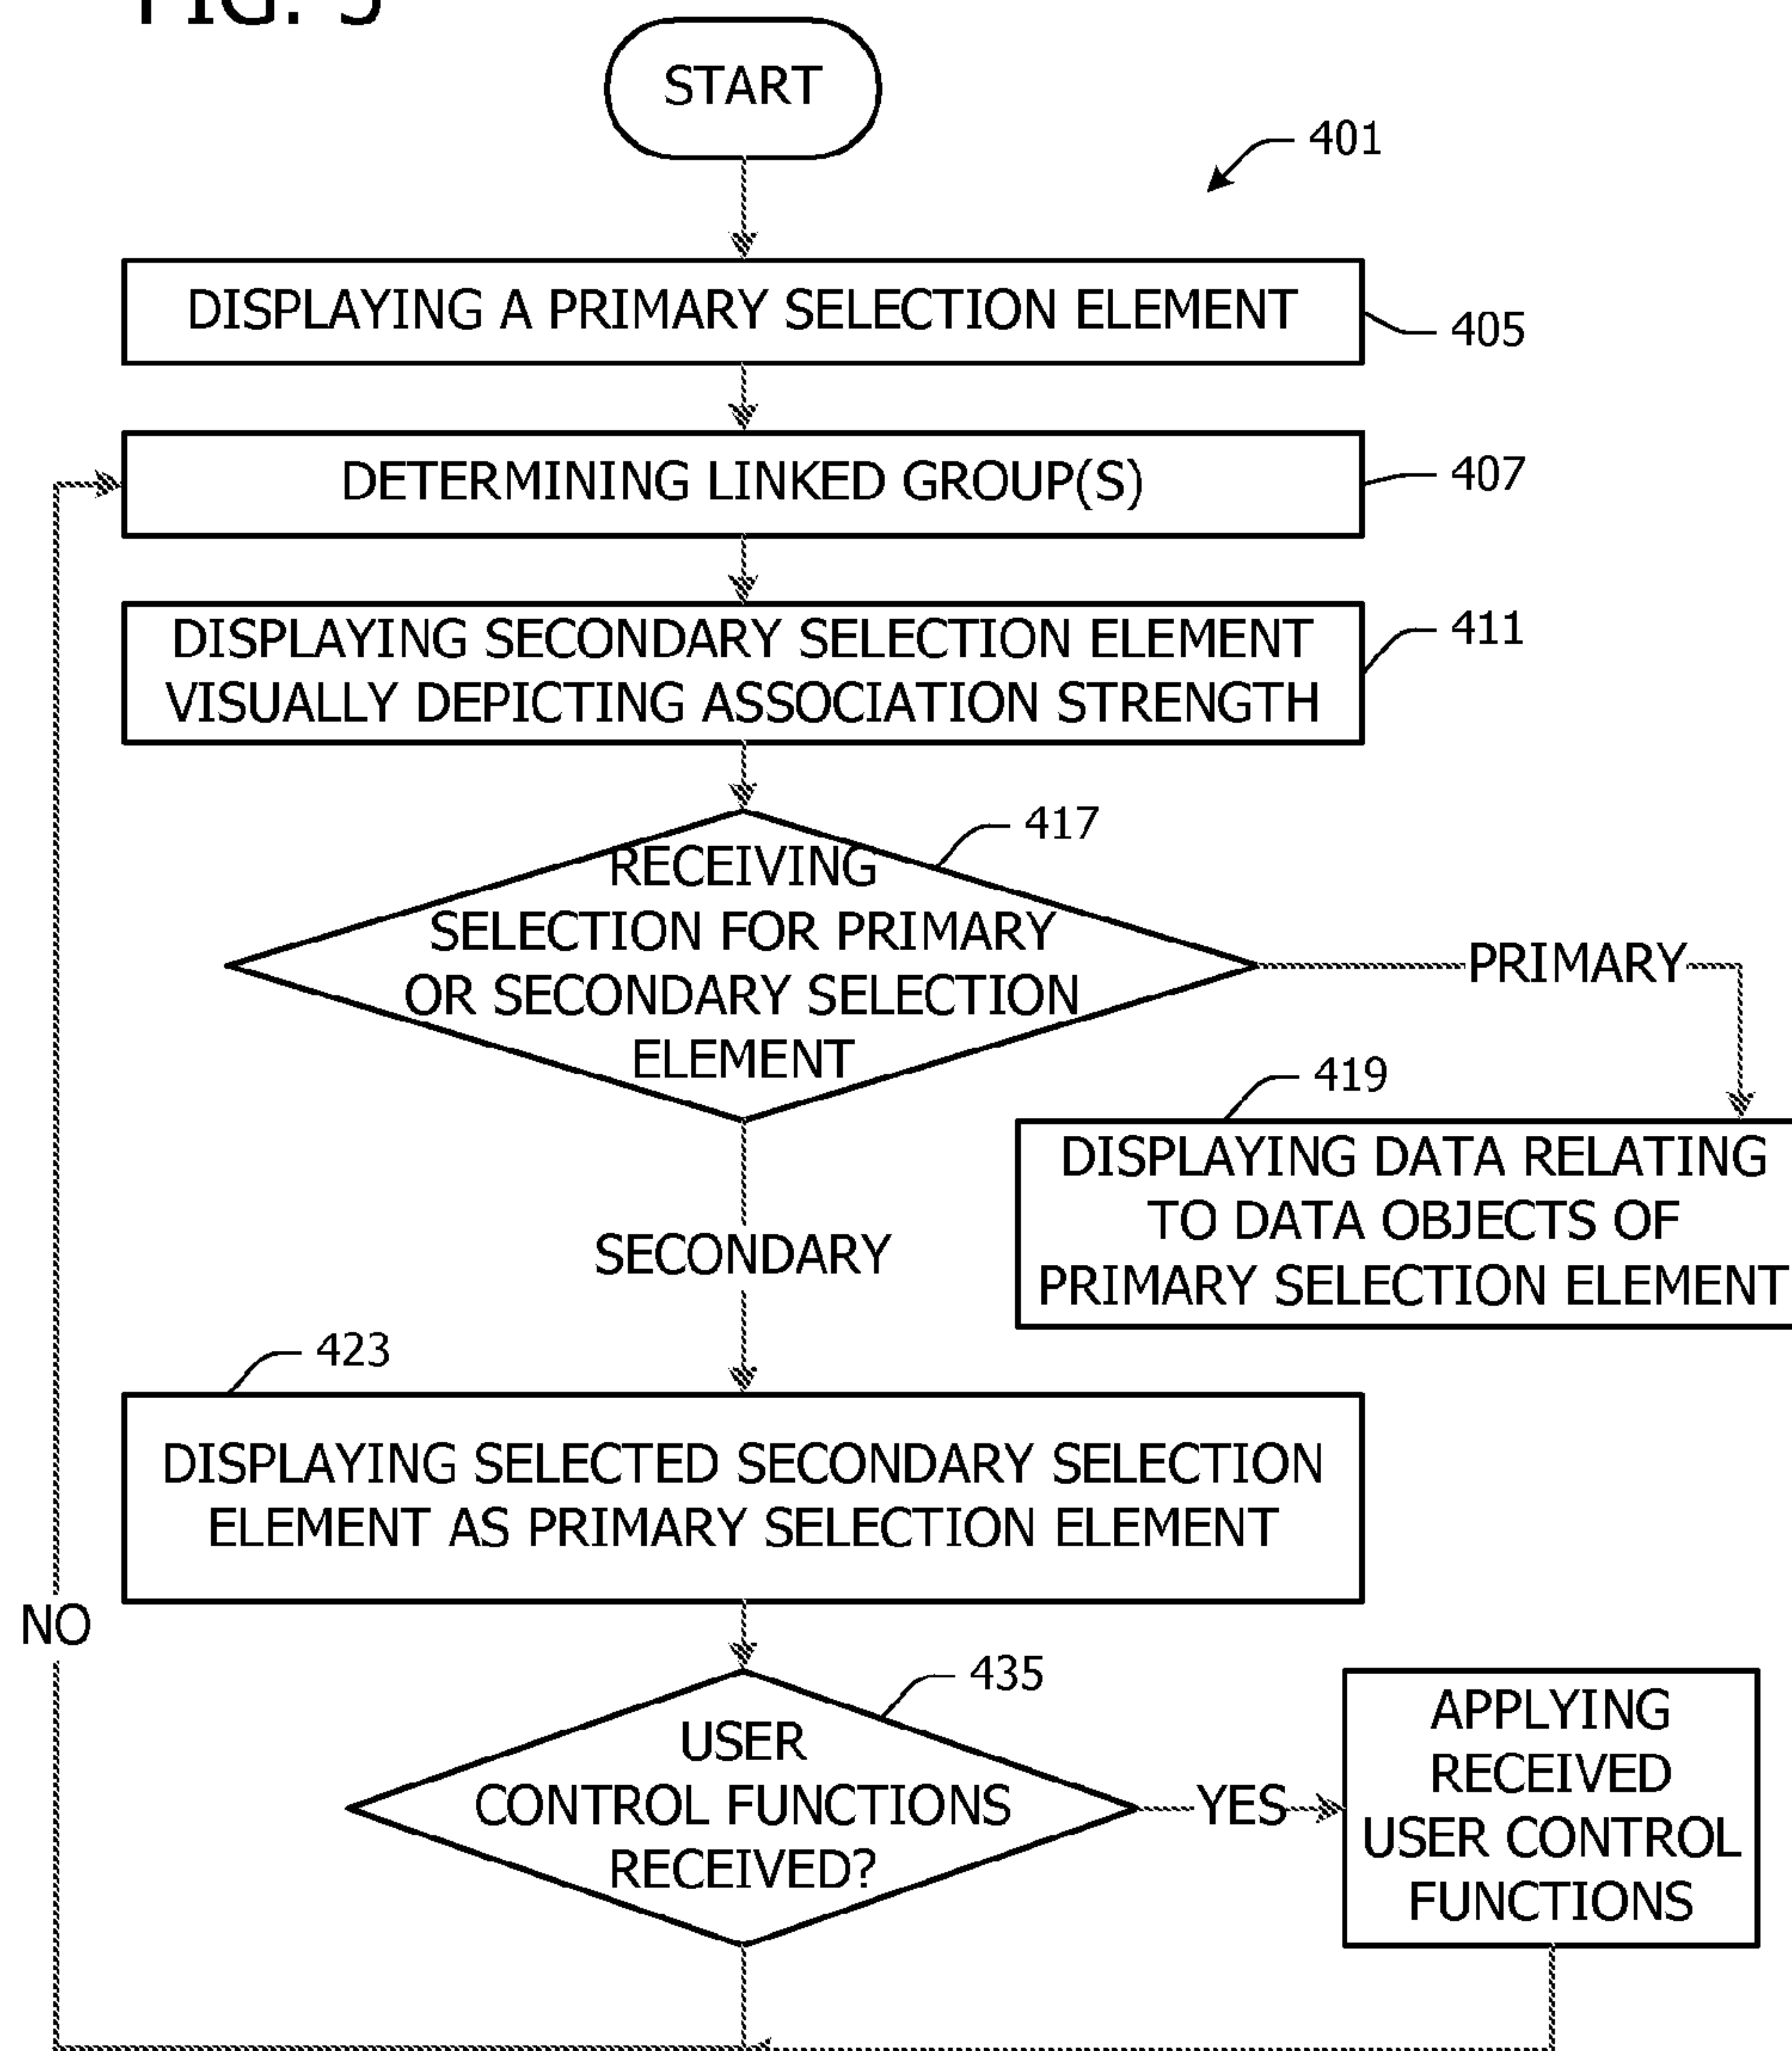 FIG. 5
START
401
DISPLAYING A PRIMARY SELECTION ELEMENT
405
DETERMINING LINKED GROUP(S)
407
DISPLAYING SECONDARY SELECTION ELEMENT
VISUALLY DEPICTING ASSOCIATION STRENGTH
411
417
RECEIVING
SELECTION FOR PRIMARY
OR SECONDARY SELECTION
ELEMENT
PRIMARY
419
DISPLAYING DATA RELATING
TO DATA OBJECTS OF
PRIMARY SELECTION ELEMENT
SECONDARY
423
DISPLAYING SELECTED SECONDARY SELECTION
ELEMENT AS PRIMARY SELECTION ELEMENT
NO
435
USER
CONTROL FUNCTIONS
RECEIVED?
YES
APPLYING
RECEIVED
USER CONTROL
FUNCTIONS